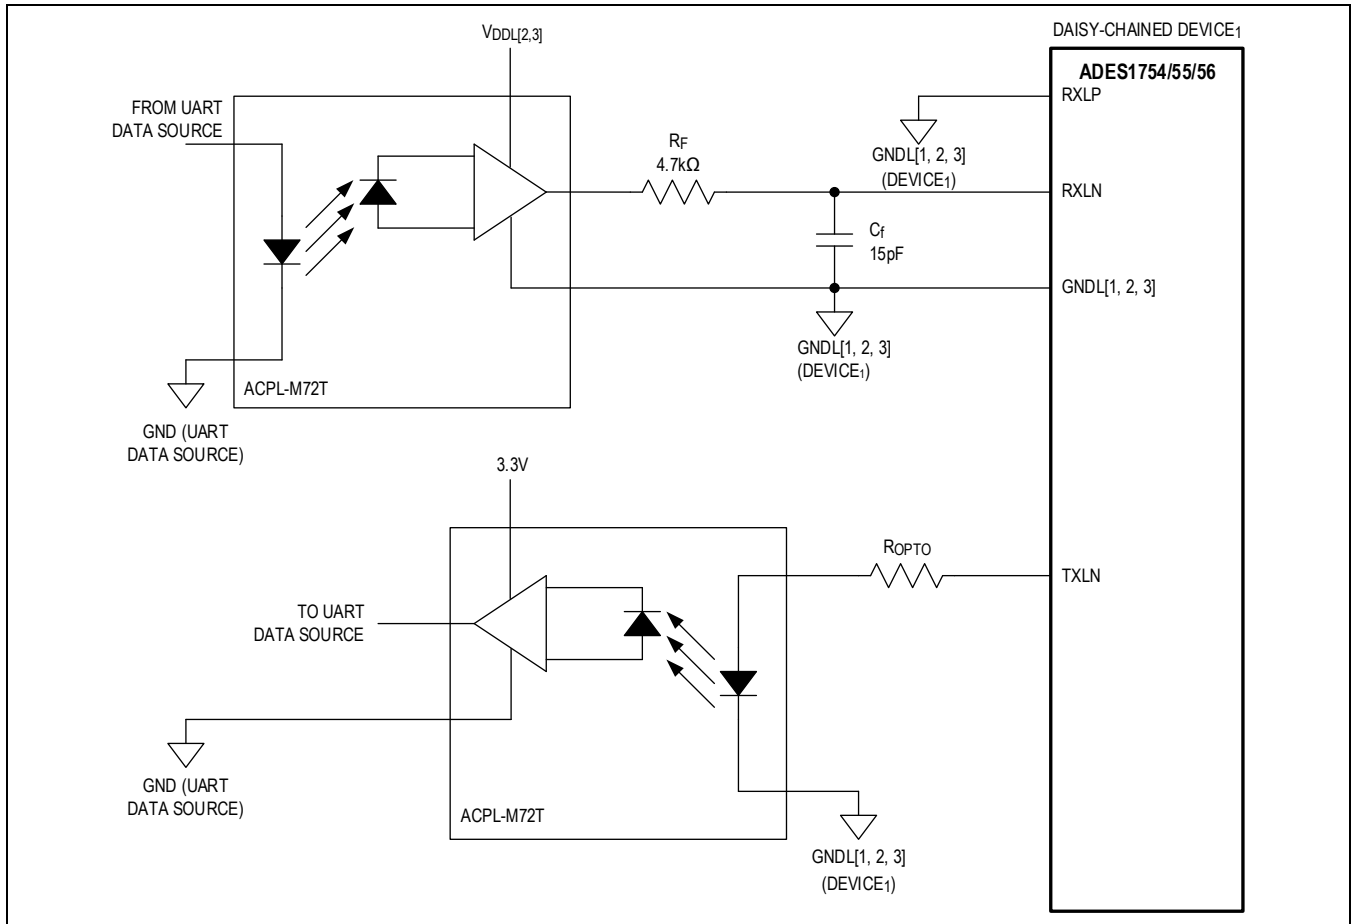 DAISY-CHAINED DEVICE1
VDDL[2,3]
ADES1754/55/56
FROM UART
DATA SOURCE
RXLP
RF
4.7kΩ
GNDL[1, 2, 3]
(DEVICE1)
RXLN
Cf
15pF
GNDL[1, 2, 3]
GNDL[1, 2, 3]
(DEVICE1)
ACPL-M72T
GND (UART
DATA SOURCE)
3.3V
ROPTO
TXLN
TO UART
DATA SOURCE
GND (UART
DATA SOURCE)
ACPL-M72T
GNDL[1, 2, 3]
(DEVICE1)